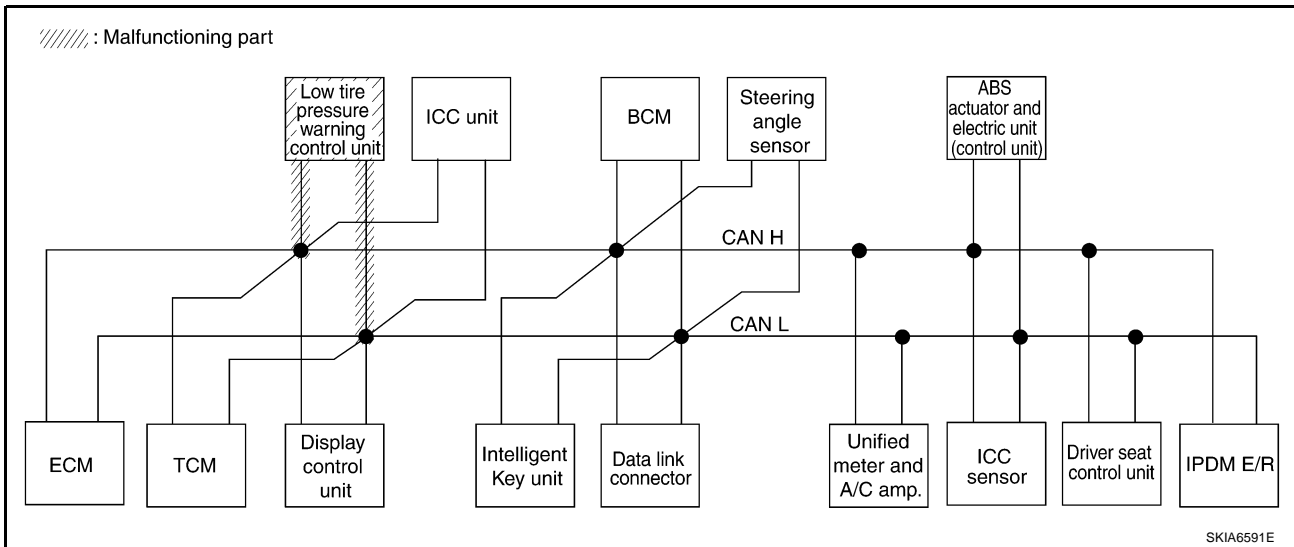 : Malfunctioning part
Low tire
pressure
warning
control unit
ICC unit
BCM
Steering
angle
sensor
ABS
actuator and
electric unit
(control unit)
CAN H
CAN L
ECM
TCM
Display
control
unit
Intelligent
Key unit
Data link
connector
Unified
meter and
A/C amp.
ICC
sensor
Driver seat
control unit
IPDM E/R
SKIA6591E